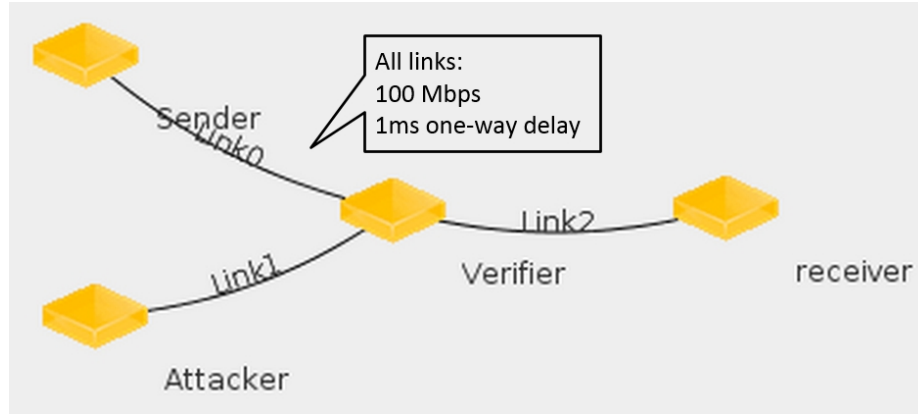 All links:
100 Mbps
1ms one-way delay
Sender
Link0
Link2
Link1
Verifier
receiver
Attacker